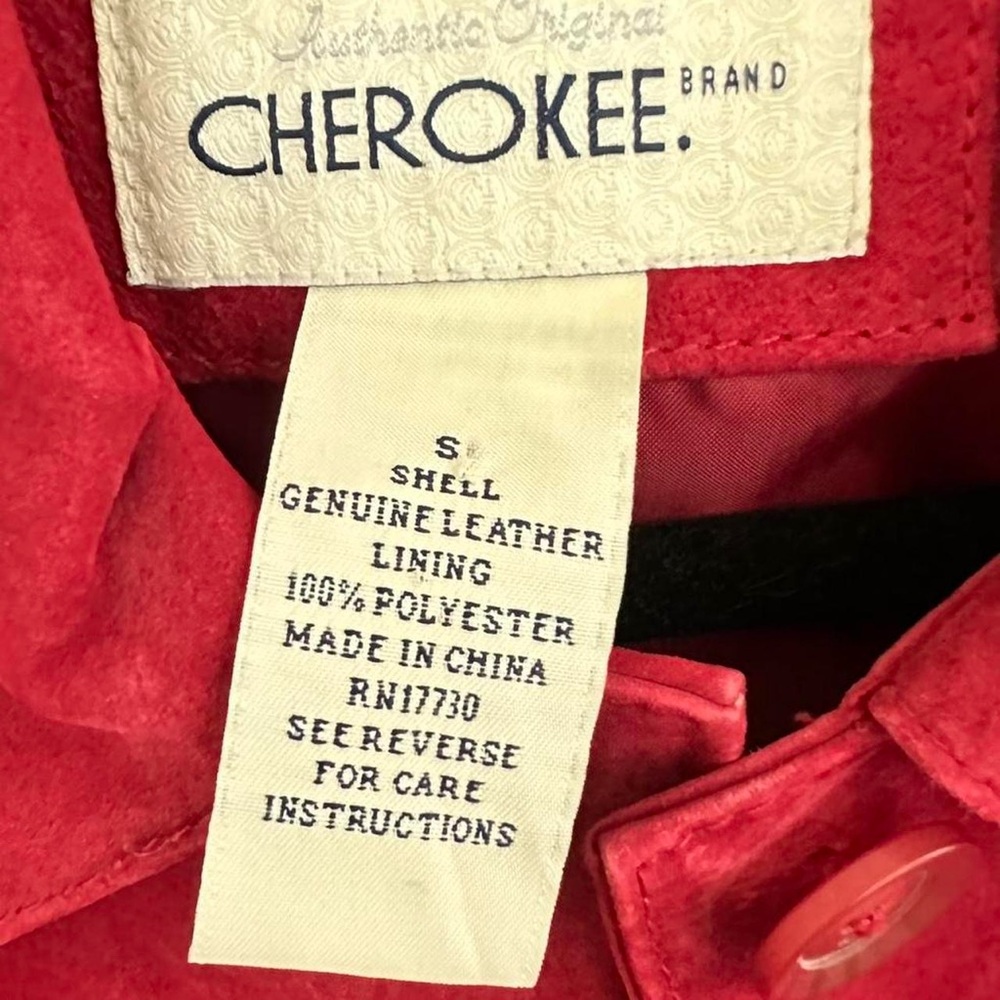 Authentic Original
CHEROKEE. BRAND
S
SHELL
GENUINE LEATHER
LINING
100% POLYESTER
MADE IN CHINA
RN17730
SEE REVERSE
FOR CARE
INSTRUCTIONS